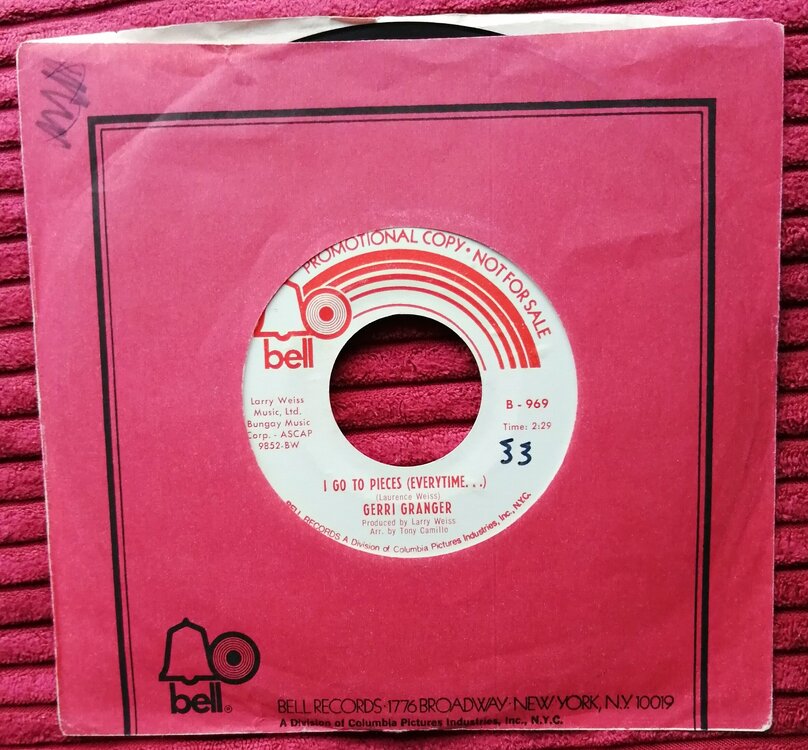 PROMOTIONAL COPY • NOT FOR SALE
bell
Larry Weiss
Music, Ltd.
Bungay Music
Corp. - ASCAP
9852-BW
B - 969
Time: 2:29
33
I GO TO PIECES (EVERYTIME. . .)
(Laurence Weiss)
GERRI GRANGER
Produced by Larry Weiss
Arr. by Tony Camillo
BELL RECORDS A Division of Columbia Pictures Industries, Inc., N.Y.C.
bell®
BELL RECORDS · 1776 BROADWAY · NEW YORK, N.Y. 10019
A Division of Columbia Pictures Industries, Inc., N.Y.C.